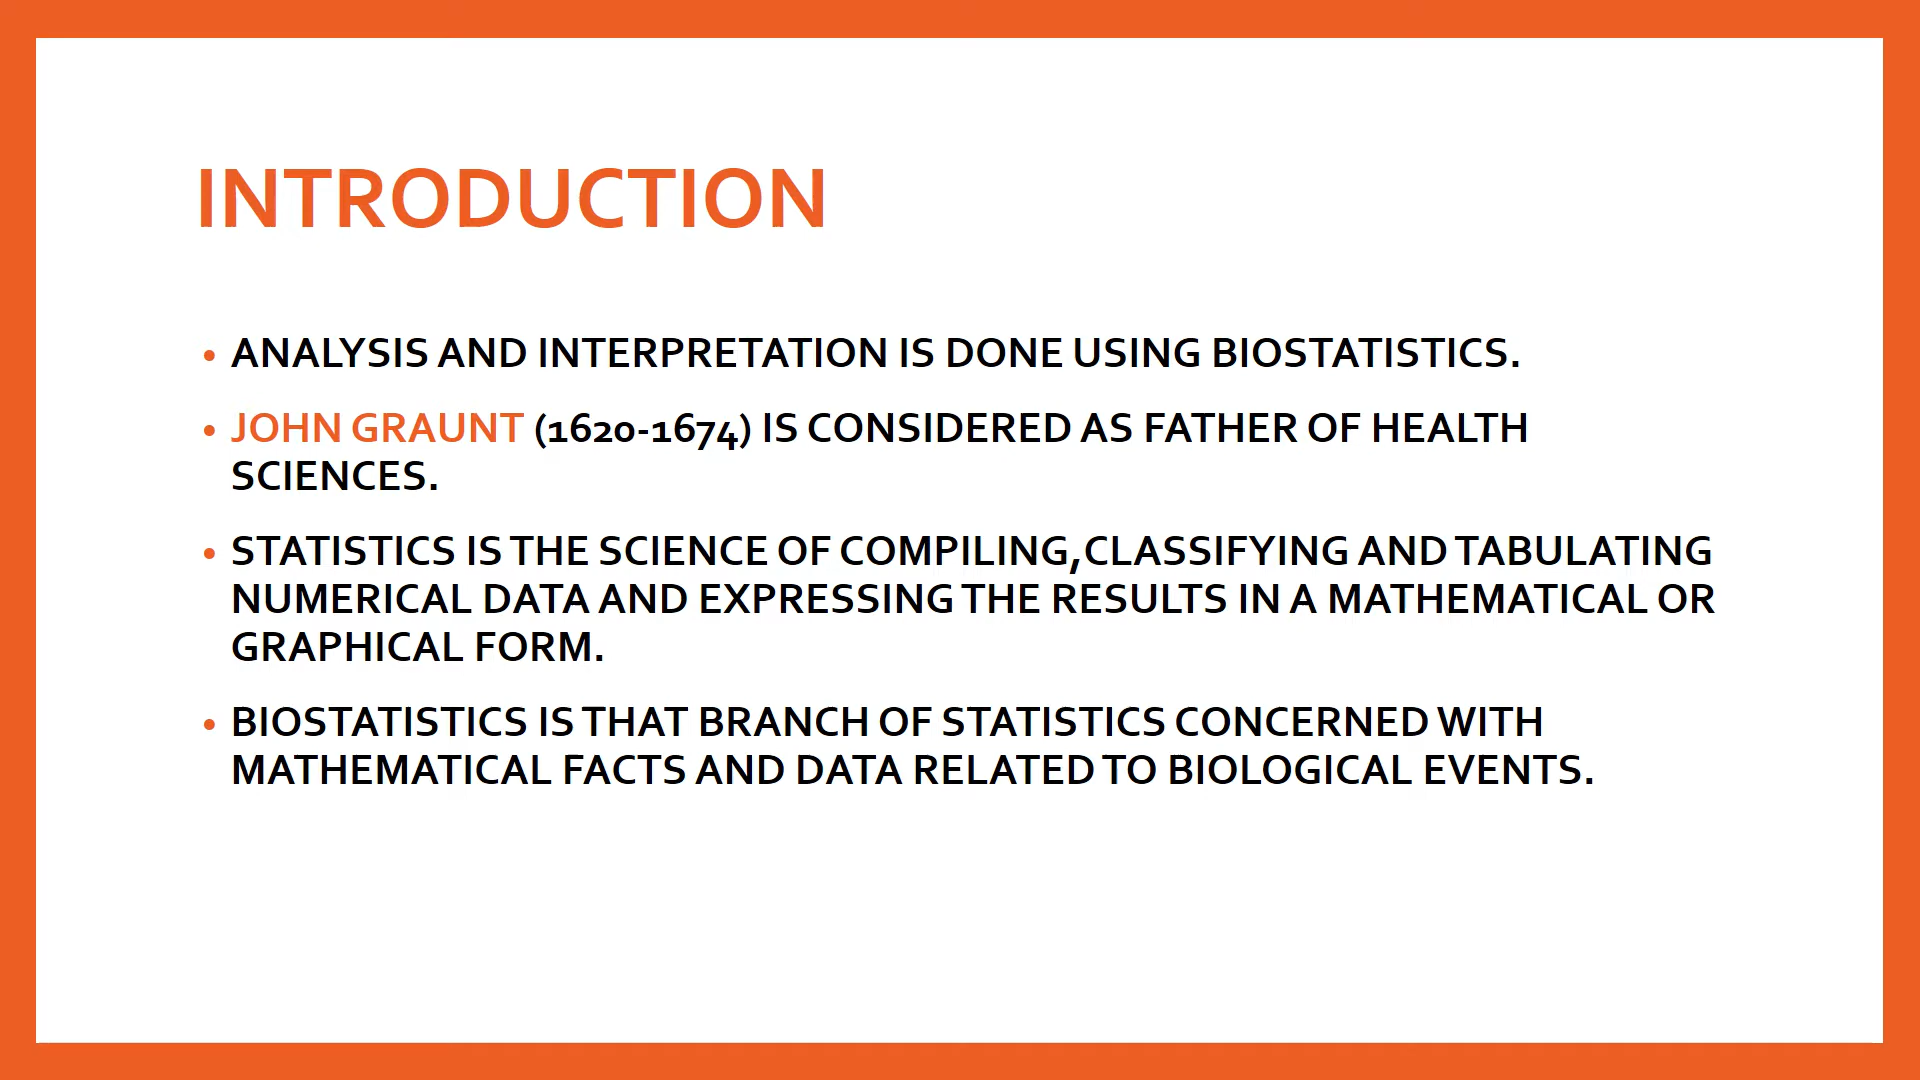 INTRODUCTION
• ANALYSIS AND INTERPRETATION IS DONE USING BIOSTATISTICS.
• JOHN GRAUNT (1620-1674) IS CONSIDERED AS FATHER OF HEALTH
SCIENCES.
• STATISTICS IS THE SCIENCE OF COMPILING,CLASSIFYING AND TABULATING
NUMERICAL DATA AND EXPRESSING THE RESULTS IN A MATHEMATICAL OR
GRAPHICAL FORM.
• BIOSTATISTICS IS THAT BRANCH OF STATISTICS CONCERNED WITH
MATHEMATICAL FACTS AND DATA RELATED TO BIOLOGICAL EVENTS.